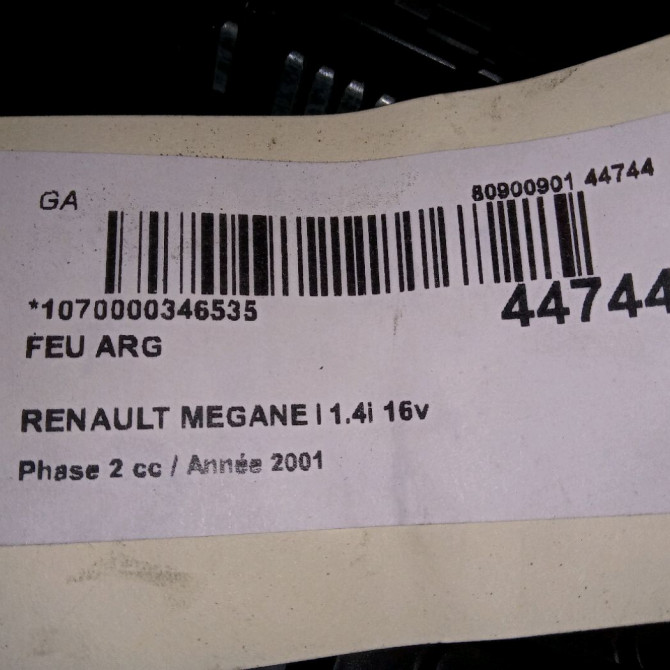 GA
80900901 44744
*1070000346535
44744
FEU ARG
RENAULT MEGANE I 1.4i 16v
Phase 2 cc / Année 2001